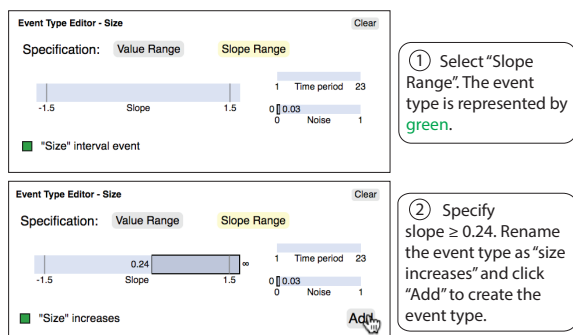 Event Type Editor - Size Clear
Specification: Value Range Slope Range
-1.5 Slope 1.5
1 Time period 23
0 0.03
0 Noise 1
"Size" interval event
① Select “Slope
Range”. The event
type is represented by
green.
Event Type Editor - Size Clear
Specification: Value Range Slope Range
0.24 ∞
-1.5 Slope 1.5
1 Time period 23
0 0.03
0 Noise 1
"Size" increases Add
② Specify
slope ≥ 0.24. Rename
the event type as “size
increases” and click
“Add” to create the
event type.